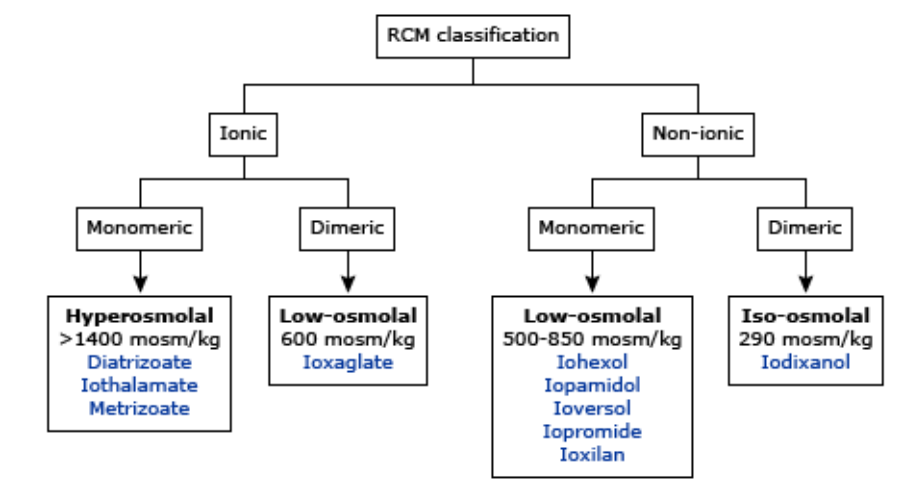 RCM classification
Ionic
Non-ionic
Monomeric
Dimeric
Monomeric
Dimeric
Hyperosmolal
>1400 mosm/kg
Diatrizoate
Iothalamate
Metrizoate
Low-osmolal
600 mosm/kg
Ioxaglate
Low-osmolal
500-850 mosm/kg
Iohexol
Iopamidol
Ioversol
Iopromide
Ioxilan
Iso-osmolal
290 mosm/kg
Iodixanol